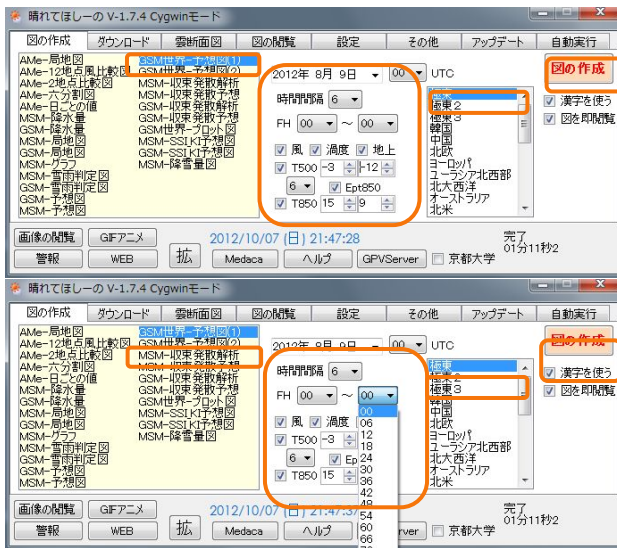 晴れてほしーの V-1.7.4 Cygwinモード
図の作成 ダウンロード 雲断面図 図の閲覧 設定 その他 アップデート 自動実行
AMe-局地図 GSM世界-予想図(1)
AMe-12地点風比較図 GSM世界-予想図(2)
AMe-2地点比較図 MSM-収束発散解析
AMe-六分割図 MSM-収束発散予想
AMe-日ごとの値 GSM-収束発散予想
MSM-降水量 GSM世界-プロット図
GSM-降水量 MSM-SSI KI予想図
MSM-局地図 GSM-SSI KI予想図
GSM-局地図 MSM-降雪量図
MSM-グラフ
MSM-雪雨判定図
GSM-雪雨判定図
GSM-予想図
MSM-予想図
2012年 8月 9日 00 UTC
時間間隔 6
FH 00 ~ 00
風 渦度 地上
T500 -3 -12
6 Ept850
T850 15 9
極東
極東2
極東3
韓国
中国
北欧
ヨーロッパ
ユーラシア北西部
北大西洋
オーストラリア
北米
図の作成
漢字を使う
図を即閲覧
画像の閲覧 GIFアニメ 2012/10/07 (日) 21:47:28 完了
01分11秒2
警報 WEB 拡 Medaca ヘルプ GPVServer 京都大学
晴れてほしーの V-1.7.4 Cygwinモード
図の作成 ダウンロード 雲断面図 図の閲覧 設定 その他 アップデート 自動実行
AMe-局地図 GSM世界-予想図(1)
AMe-12地点風比較図 GSM世界-予想図(2)
AMe-2地点比較図 MSM-収束発散解析
AMe-六分割図 MSM-収束発散予想
AMe-日ごとの値 GSM-収束発散予想
MSM-降水量 GSM世界-プロット図
GSM-降水量 MSM-SSI KI予想図
MSM-局地図 GSM-SSI KI予想図
GSM-局地図 MSM-降雪量図
MSM-グラフ
MSM-雪雨判定図
GSM-雪雨判定図
GSM-予想図
MSM-予想図
2012年 8月 9日 00 UTC
時間間隔 6
FH 00 ~ 00
00
06
12
18
24
30
36
42
48
54
60
66
風 渦度
T500 -3
6 Ep
T850 15
極東
極東2
極東3
韓国
中国
北欧
ヨーロッパ
ユーラシア北西部
北大西洋
オーストラリア
北米
図の作成
漢字を使う
図を即閲覧
画像の閲覧 GIFアニメ 2012/10/07 (日) 21:47:37 完了
01分11秒2
警報 WEB 拡 Medaca ヘルプ rver 京都大学